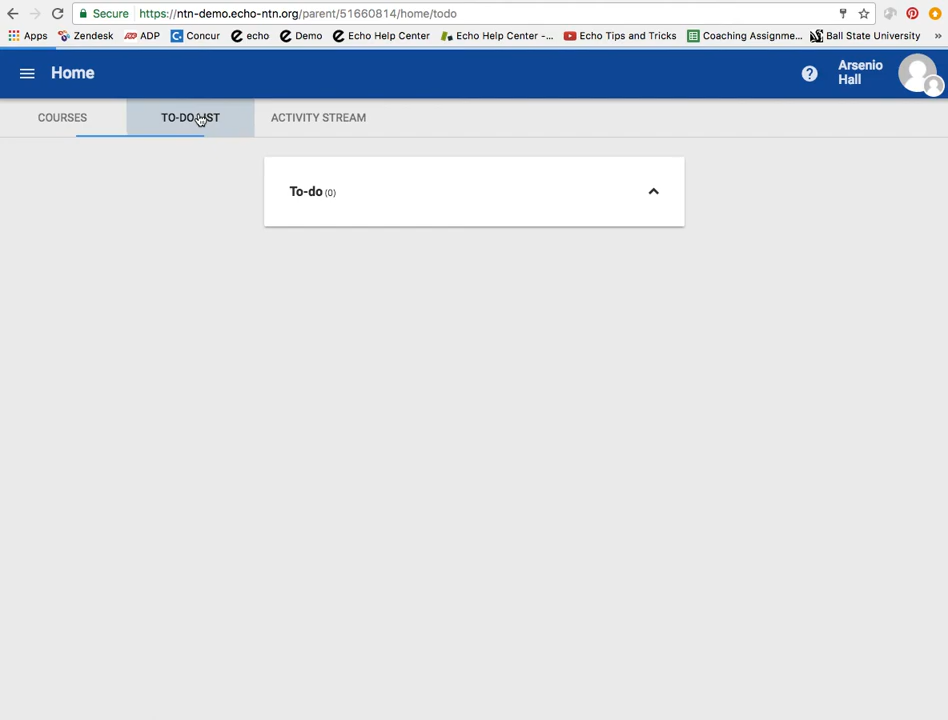 Secure https://ntn-demo.echo-ntn.org/parent/51660814/home/todo
Apps Zendesk ADP Concur echo Demo Echo Help Center Echo Help Center -... Echo Tips and Tricks Coaching Assignme... Ball State University »
Home
Arsenio
Hall
COURSES TO-DO LIST ACTIVITY STREAM
To-do (0)